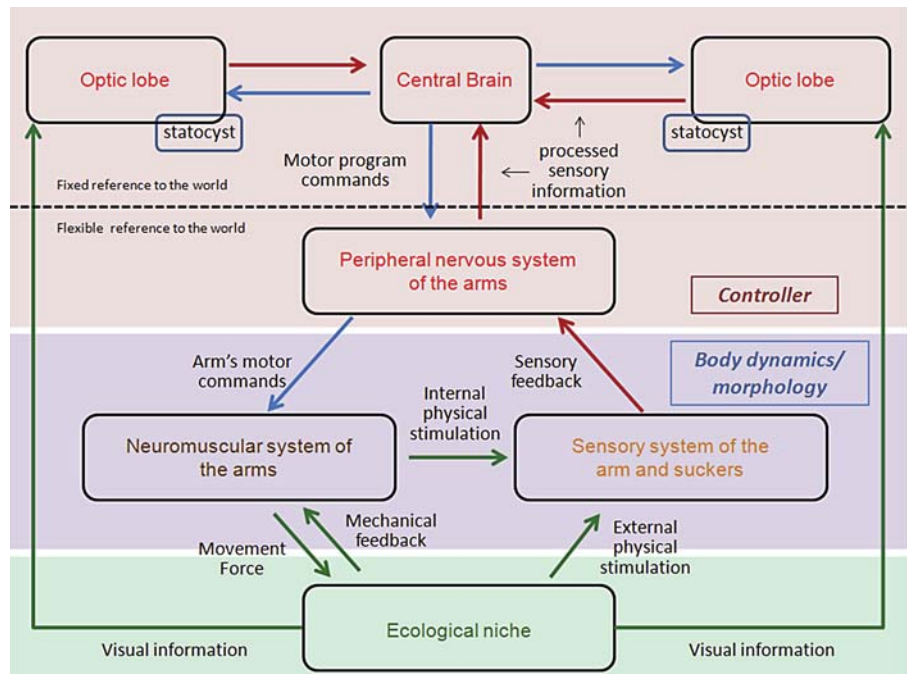 Optic lobe
Central Brain
Optic lobe
statocyst
statocyst
Motor program
commands
processed
sensory
information
Fixed reference to the world
Flexible reference to the world
Peripheral nervous system
of the arms
Controller
Arm's motor
commands
Sensory
feedback
Body dynamics/
morphology
Internal
physical
stimulation
Neuromuscular system of
the arms
Sensory system of the
arm and suckers
Mechanical
feedback
Movement
Force
External
physical
stimulation
Ecological niche
Visual information
Visual information